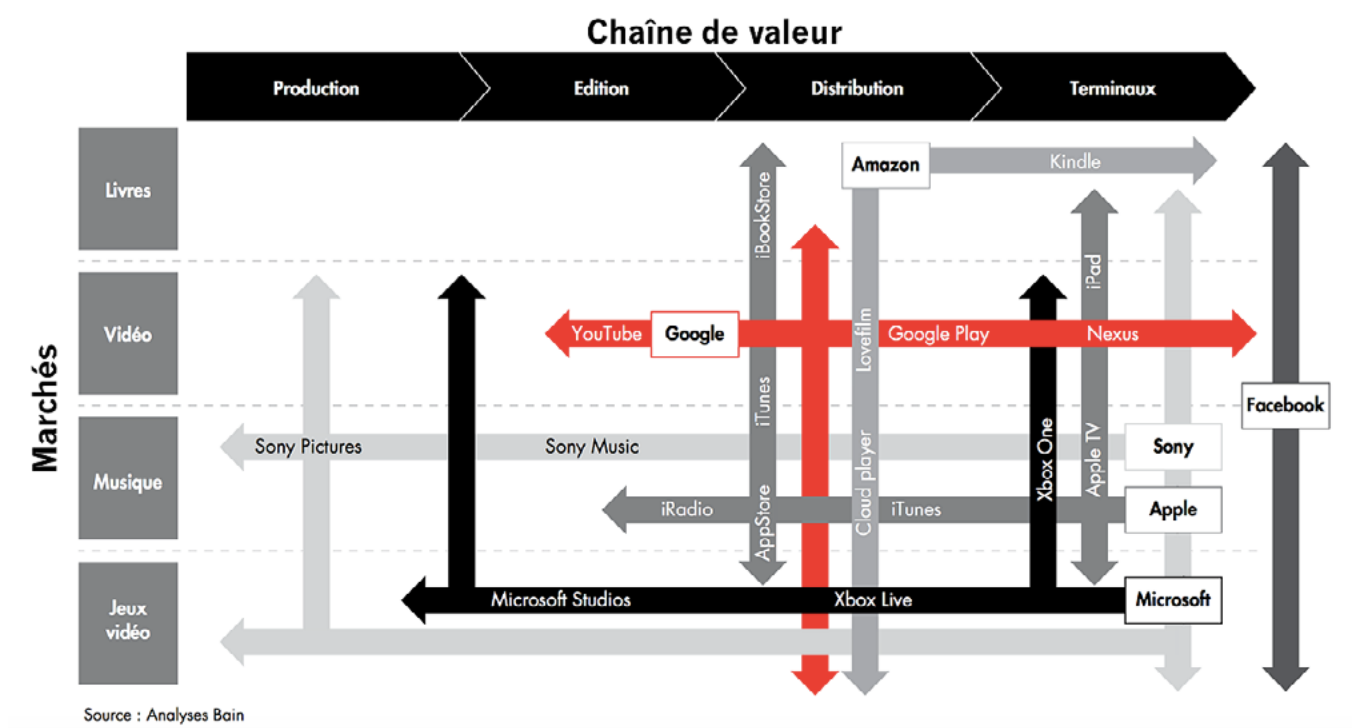 Chaîne de valeur
Production
Edition
Distribution
Terminaux
Marchés
Livres
Vidéo
Musique
Jeux
vidéo
Amazon
Kindle
iBookStore
iPad
YouTube
Google
Lovefilm
Google Play
Nexus
iTunes
Facebook
Sony Pictures
Sony Music
Cloud player
Xbox One
Apple TV
Sony
AppStore
iRadio
iTunes
Apple
Microsoft Studios
Xbox Live
Microsoft
Source : Analyses Bain